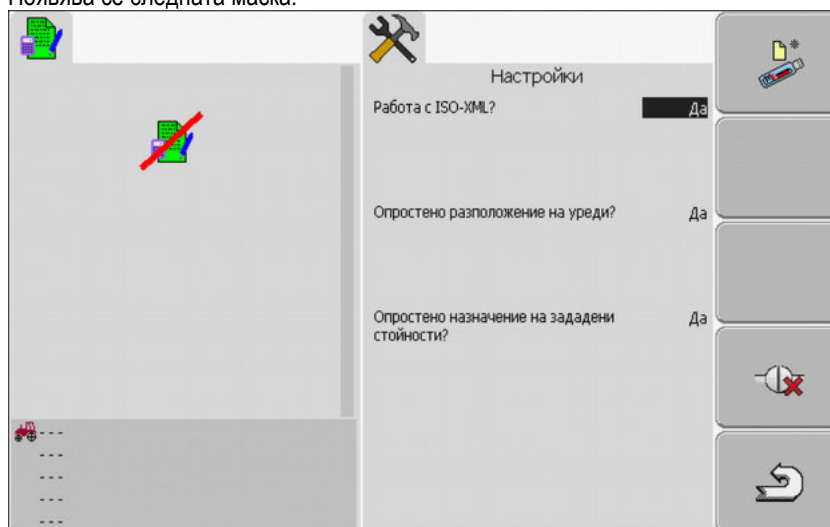 Появява се следната маска:
Настройки
Работа с ISO-XML? Да
Опростено разположение на уреди? Да
Опростено назначение на зададени Да
стойности?
---
---
---
---
---